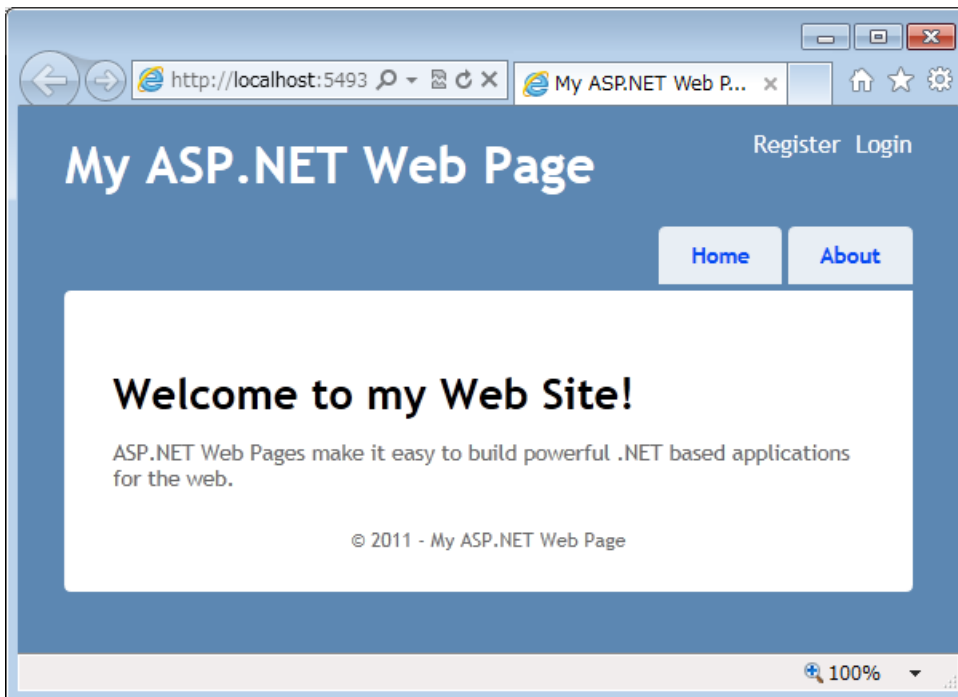 http://localhost:5493
My ASP.NET Web P...
My ASP.NET Web Page
Register Login
Home About
Welcome to my Web Site!
ASP.NET Web Pages make it easy to build powerful .NET based applications
for the web.
© 2011 - My ASP.NET Web Page
100%